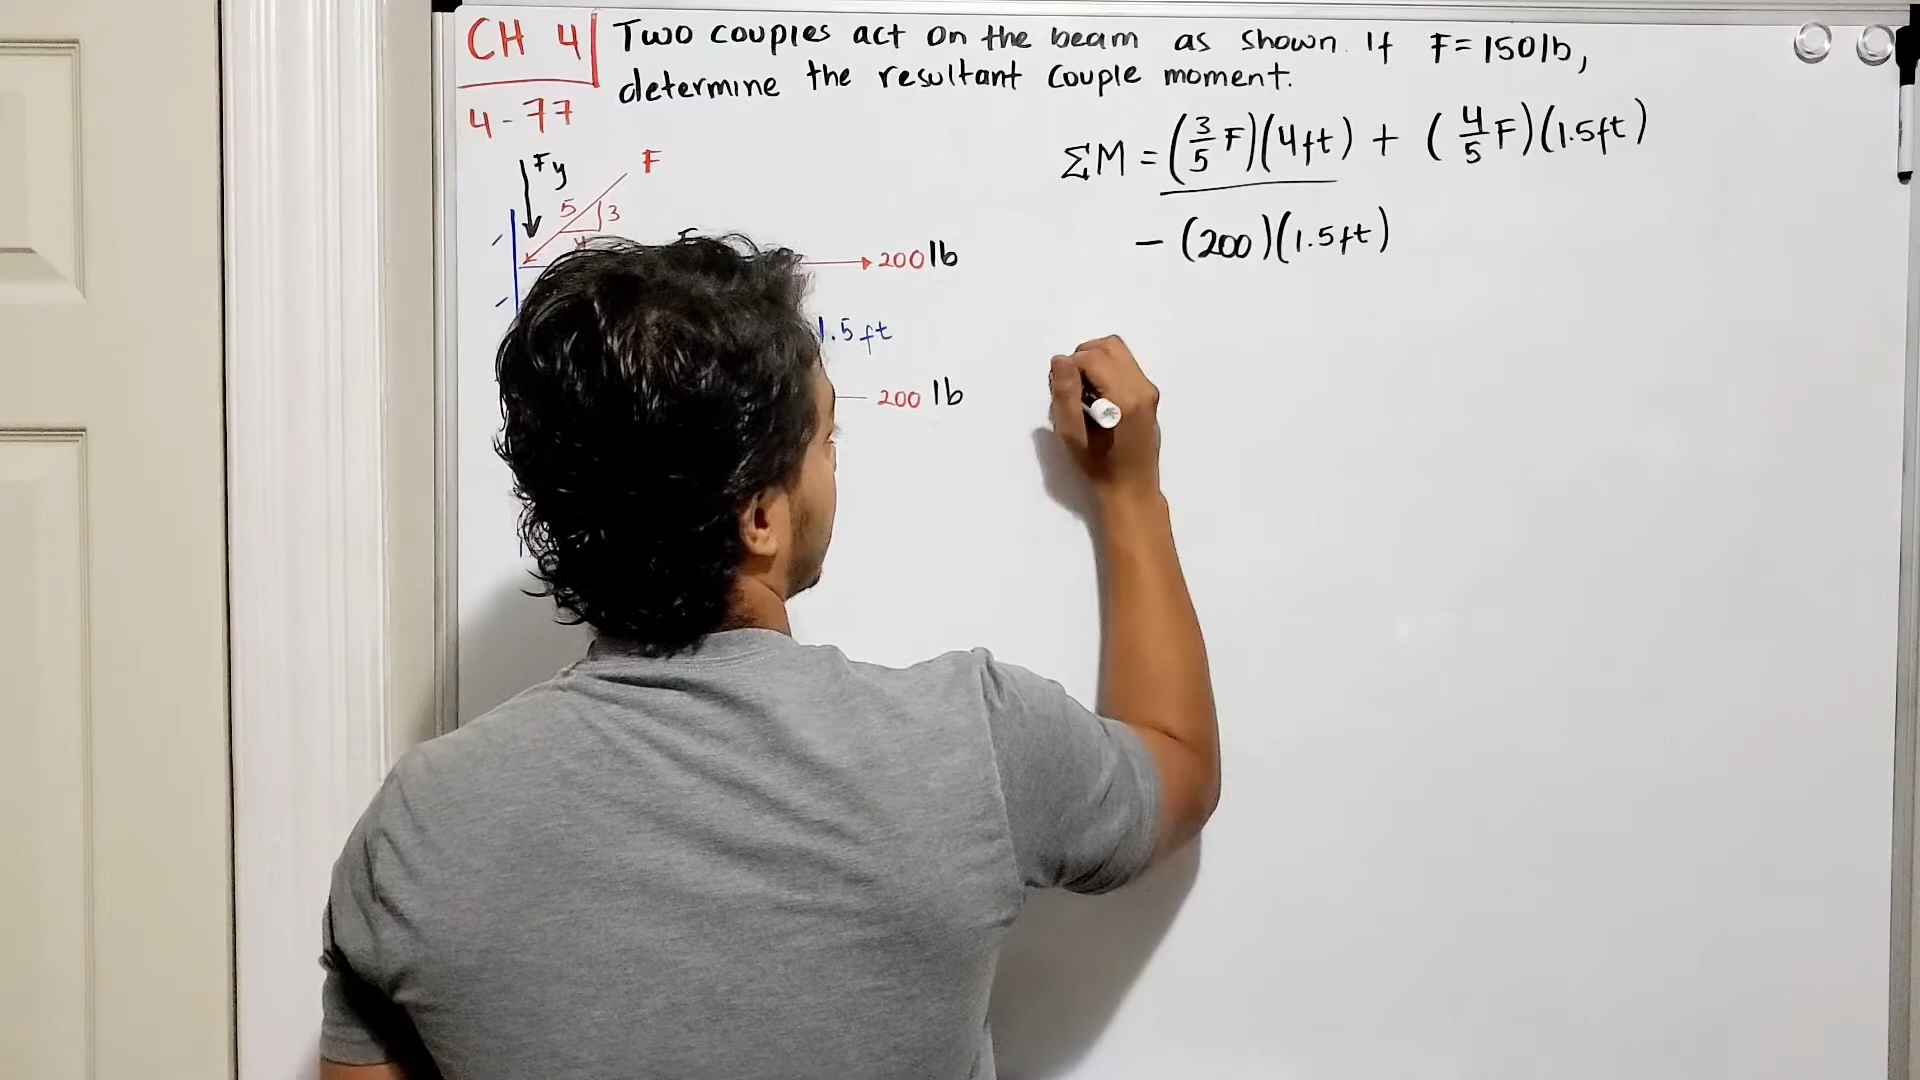 CH 4
Two couples act on the beam as shown. If F = 150 lb,
determine the resultant couple moment.
4-77
ΣM = (3/5 F)(4ft) + (4/5 F)(1.5ft)
- (200)(1.5ft)
Fy
F
5
3
200 lb
1.5 ft
200 lb